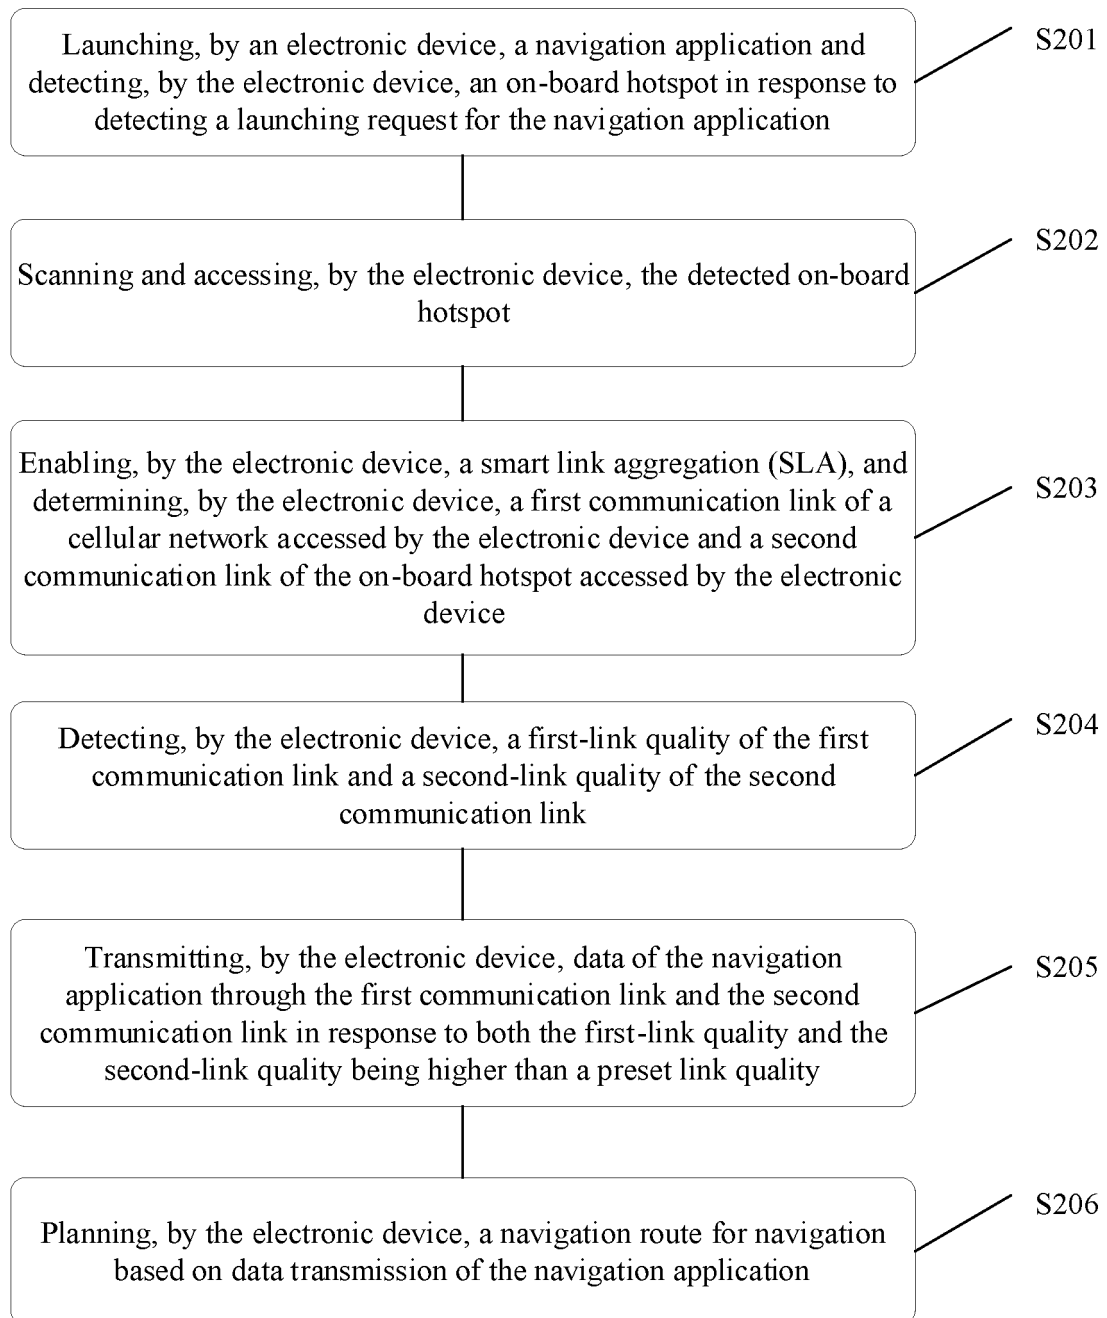 Launching, by an electronic device, a navigation application and
detecting, by the electronic device, an on-board hotspot in response to
detecting a launching request for the navigation application
S201
Scanning and accessing, by the electronic device, the detected on-board
hotspot
S202
Enabling, by the electronic device, a smart link aggregation (SLA), and
determining, by the electronic device, a first communication link of a
cellular network accessed by the electronic device and a second
communication link of the on-board hotspot accessed by the electronic
device
S203
Detecting, by the electronic device, a first-link quality of the first
communication link and a second-link quality of the second
communication link
S204
Transmitting, by the electronic device, data of the navigation
application through the first communication link and the second
communication link in response to both the first-link quality and the
second-link quality being higher than a preset link quality
S205
Planning, by the electronic device, a navigation route for navigation
based on data transmission of the navigation application
S206